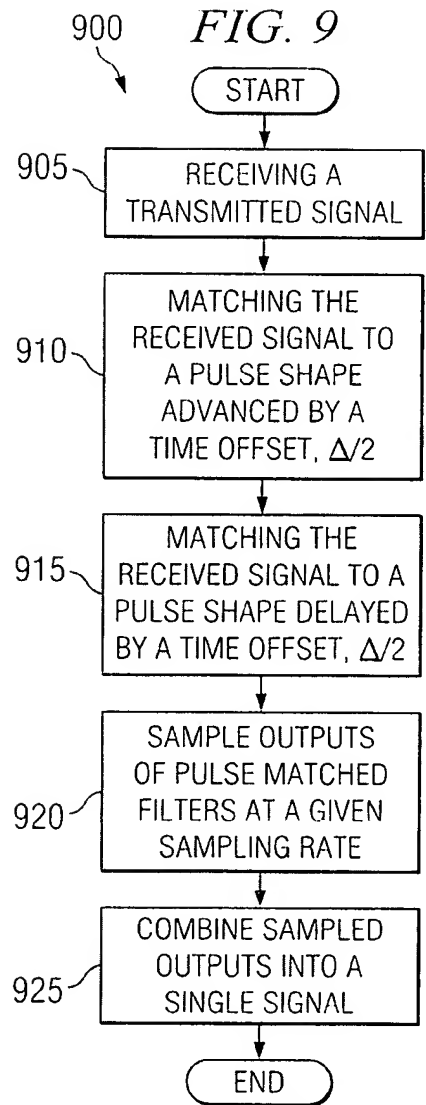 FIG. 9
900
START
905
RECEIVING A
TRANSMITTED SIGNAL
910
MATCHING THE
RECEIVED SIGNAL TO
A PULSE SHAPE
ADVANCED BY A
TIME OFFSET, Δ/2
915
MATCHING THE
RECEIVED SIGNAL TO A
PULSE SHAPE DELAYED
BY A TIME OFFSET, Δ/2
920
SAMPLE OUTPUTS
OF PULSE MATCHED
FILTERS AT A GIVEN
SAMPLING RATE
925
COMBINE SAMPLED
OUTPUTS INTO A
SINGLE SIGNAL
END